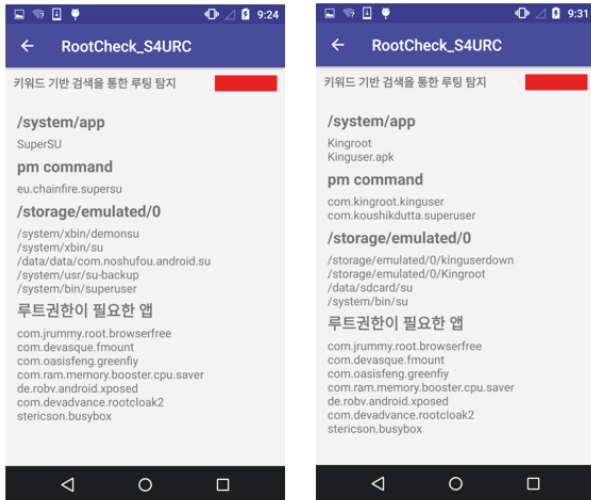 9:24
RootCheck_S4URC
키워드 기반 검색을 통한 루팅 탐지
/system/app
SuperSU
pm command
eu.chainfire.supersu
/storage/emulated/0
/system/xbin/demonsu
/system/xbin/su
/data/data/com.noshufou.android.su
/system/usr/su-backup
/system/bin/superuser
루트권한이 필요한 앱
com.jrummy.root.browserfree
com.devasque.fmount
com.oasisfeng.greenfiy
com.ram.memory.booster.cpu.saver
de.robv.android.xposed
com.devadvance.rootcloak2
stericson.busybox
9:31
RootCheck_S4URC
키워드 기반 검색을 통한 루팅 탐지
/system/app
Kingroot
Kinguser.apk
pm command
com.kingroot.kinguser
com.koushikdutta.superuser
/storage/emulated/0
/storage/emulated/0/kinguserdown
/storage/emulated/0/Kingroot
/data/sdcard/su
/system/bin/su
루트권한이 필요한 앱
com.jrummy.root.browserfree
com.devasque.fmount
com.oasisfeng.greenfiy
com.ram.memory.booster.cpu.saver
de.robv.android.xposed
com.devadvance.rootcloak2
stericson.busybox